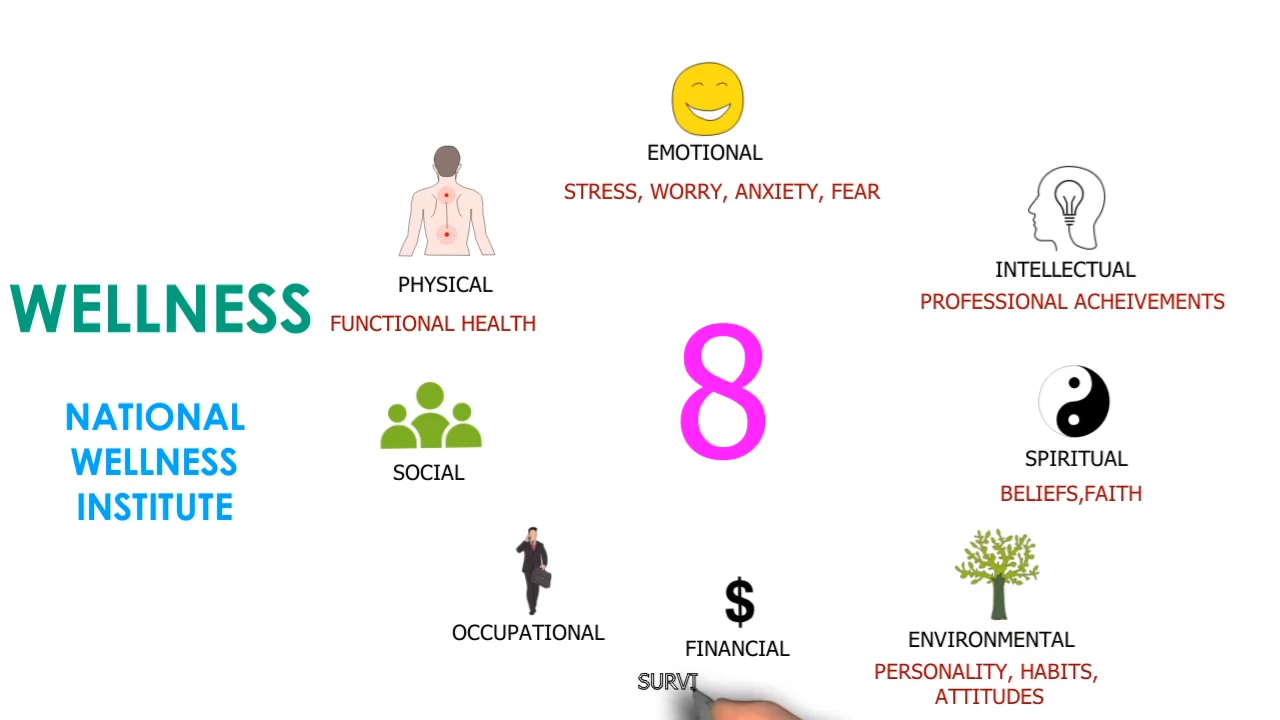 EMOTIONAL
STRESS, WORRY, ANXIETY, FEAR
PHYSICAL
FUNCTIONAL HEALTH
INTELLECTUAL
PROFESSIONAL ACHEIVEMENTS
WELLNESS
8
NATIONAL
WELLNESS
INSTITUTE
SOCIAL
SPIRITUAL
BELIEFS,FAITH
OCCUPATIONAL
$
FINANCIAL
SURVI
ENVIRONMENTAL
PERSONALITY, HABITS,
ATTITUDES